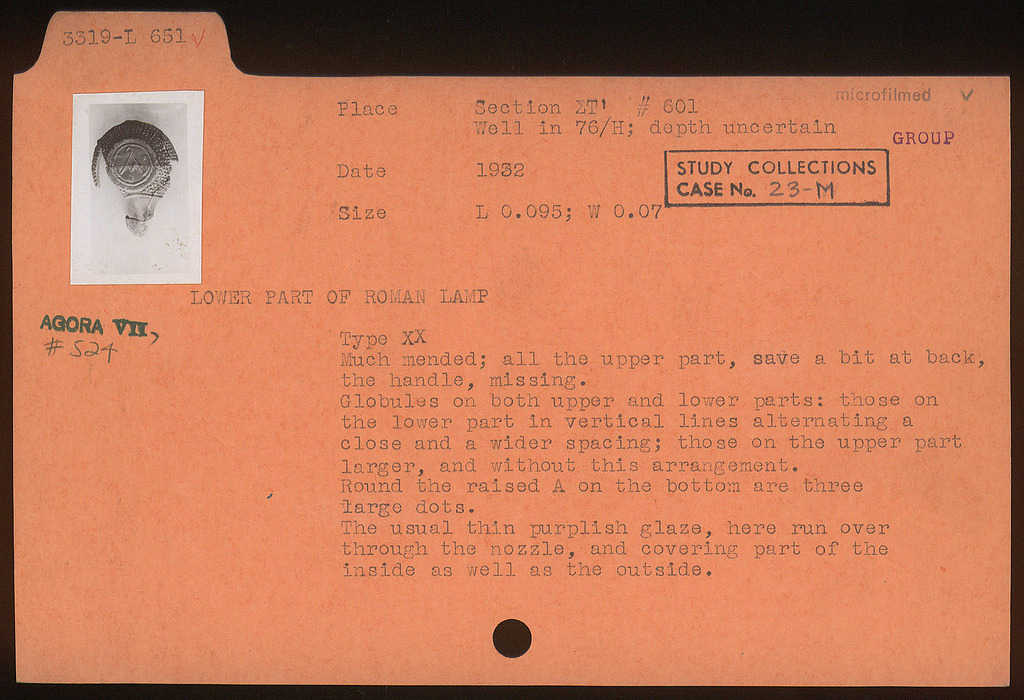 3319-L 651 ✓
microfilmed ✓
Place Section ΣT' # 601
Well in 76/H; depth uncertain
GROUP
Date 1932
STUDY COLLECTIONS
CASE No. 23-M
Size L 0.095; W 0.07
LOWER PART OF ROMAN LAMP
AGORA VII,
# 524
Type XX
Much mended; all the upper part, save a bit at back,
the handle, missing.
Globules on both upper and lower parts: those on
the lower part in vertical lines alternating a
close and a wider spacing; those on the upper part
larger, and without this arrangement.
Round the raised A on the bottom are three
large dots.
The usual thin purplish glaze, here run over
through the nozzle, and covering part of the
inside as well as the outside.